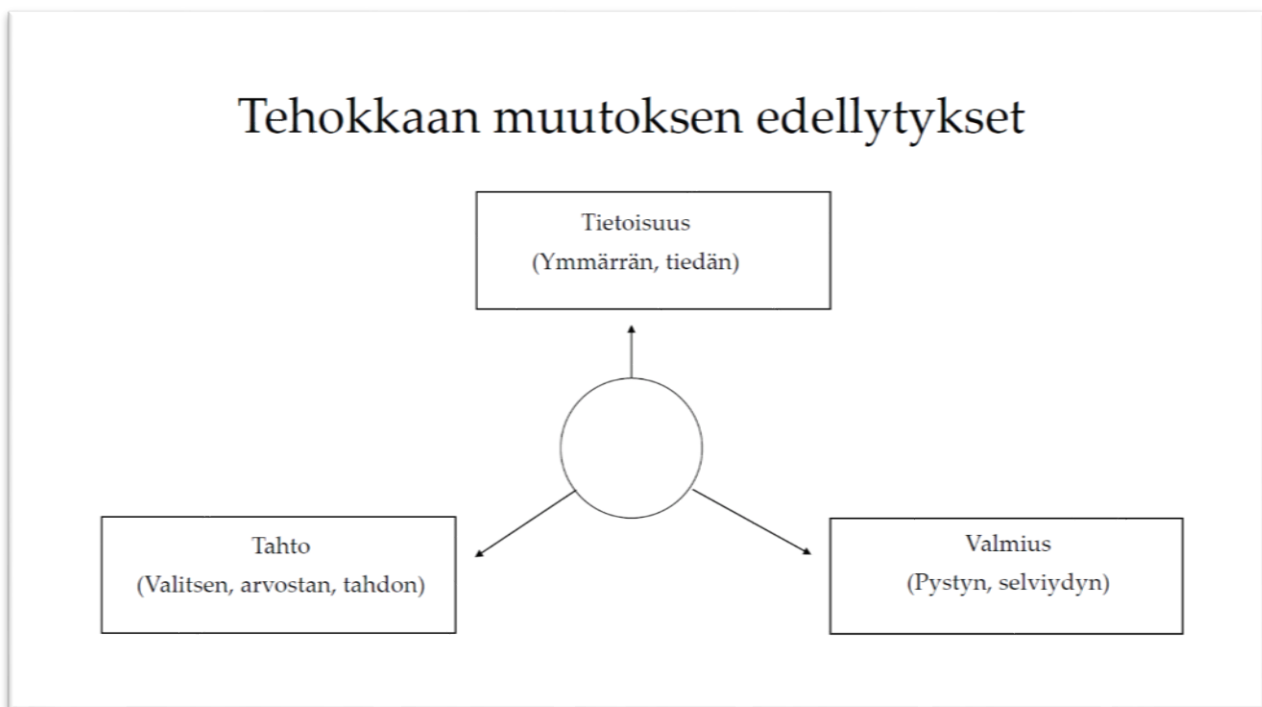 Tehokkaan muutoksen edellytykset
Tietoisuus
(Ymmärrän, tiedän)
Tahto
(Valitsen, arvostan, tahdon)
Valmius
(Pystyn, selviydyn)